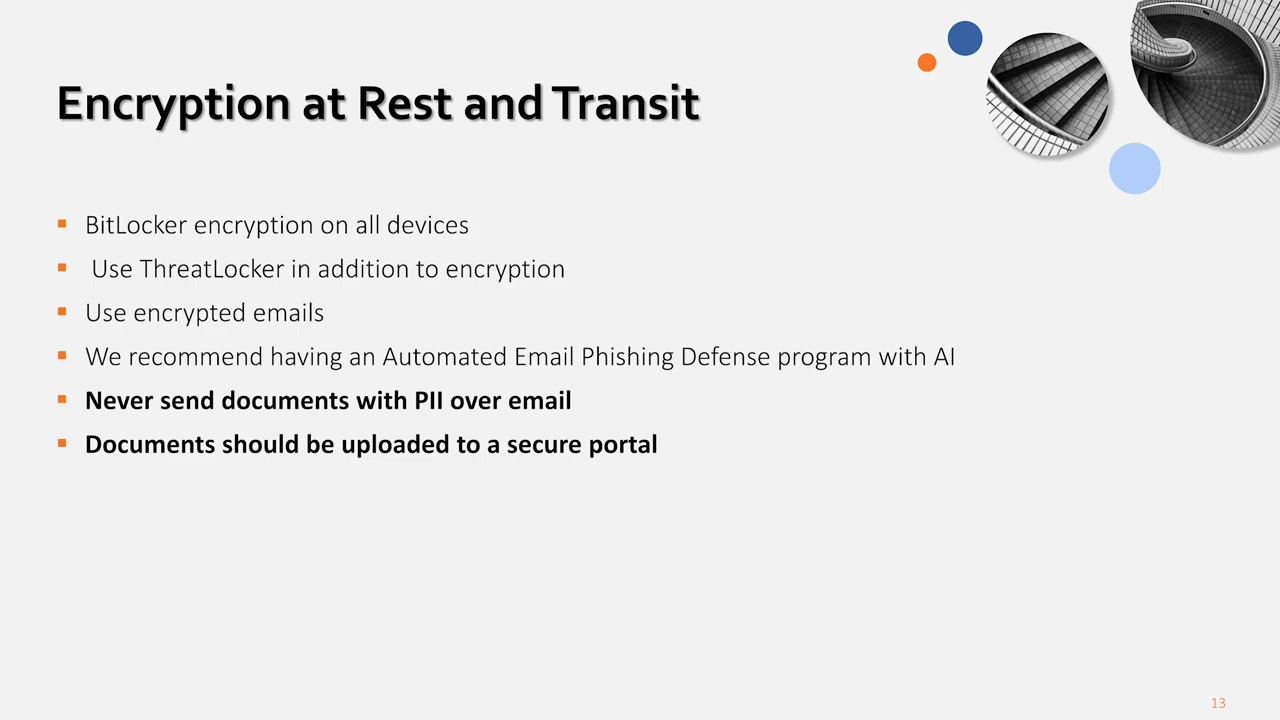 Encryption at Rest and Transit
BitLocker encryption on all devices
Use ThreatLocker in addition to encryption
Use encrypted emails
We recommend having an Automated Email Phishing Defense program with AI
Never send documents with PII over email
Documents should be uploaded to a secure portal
13